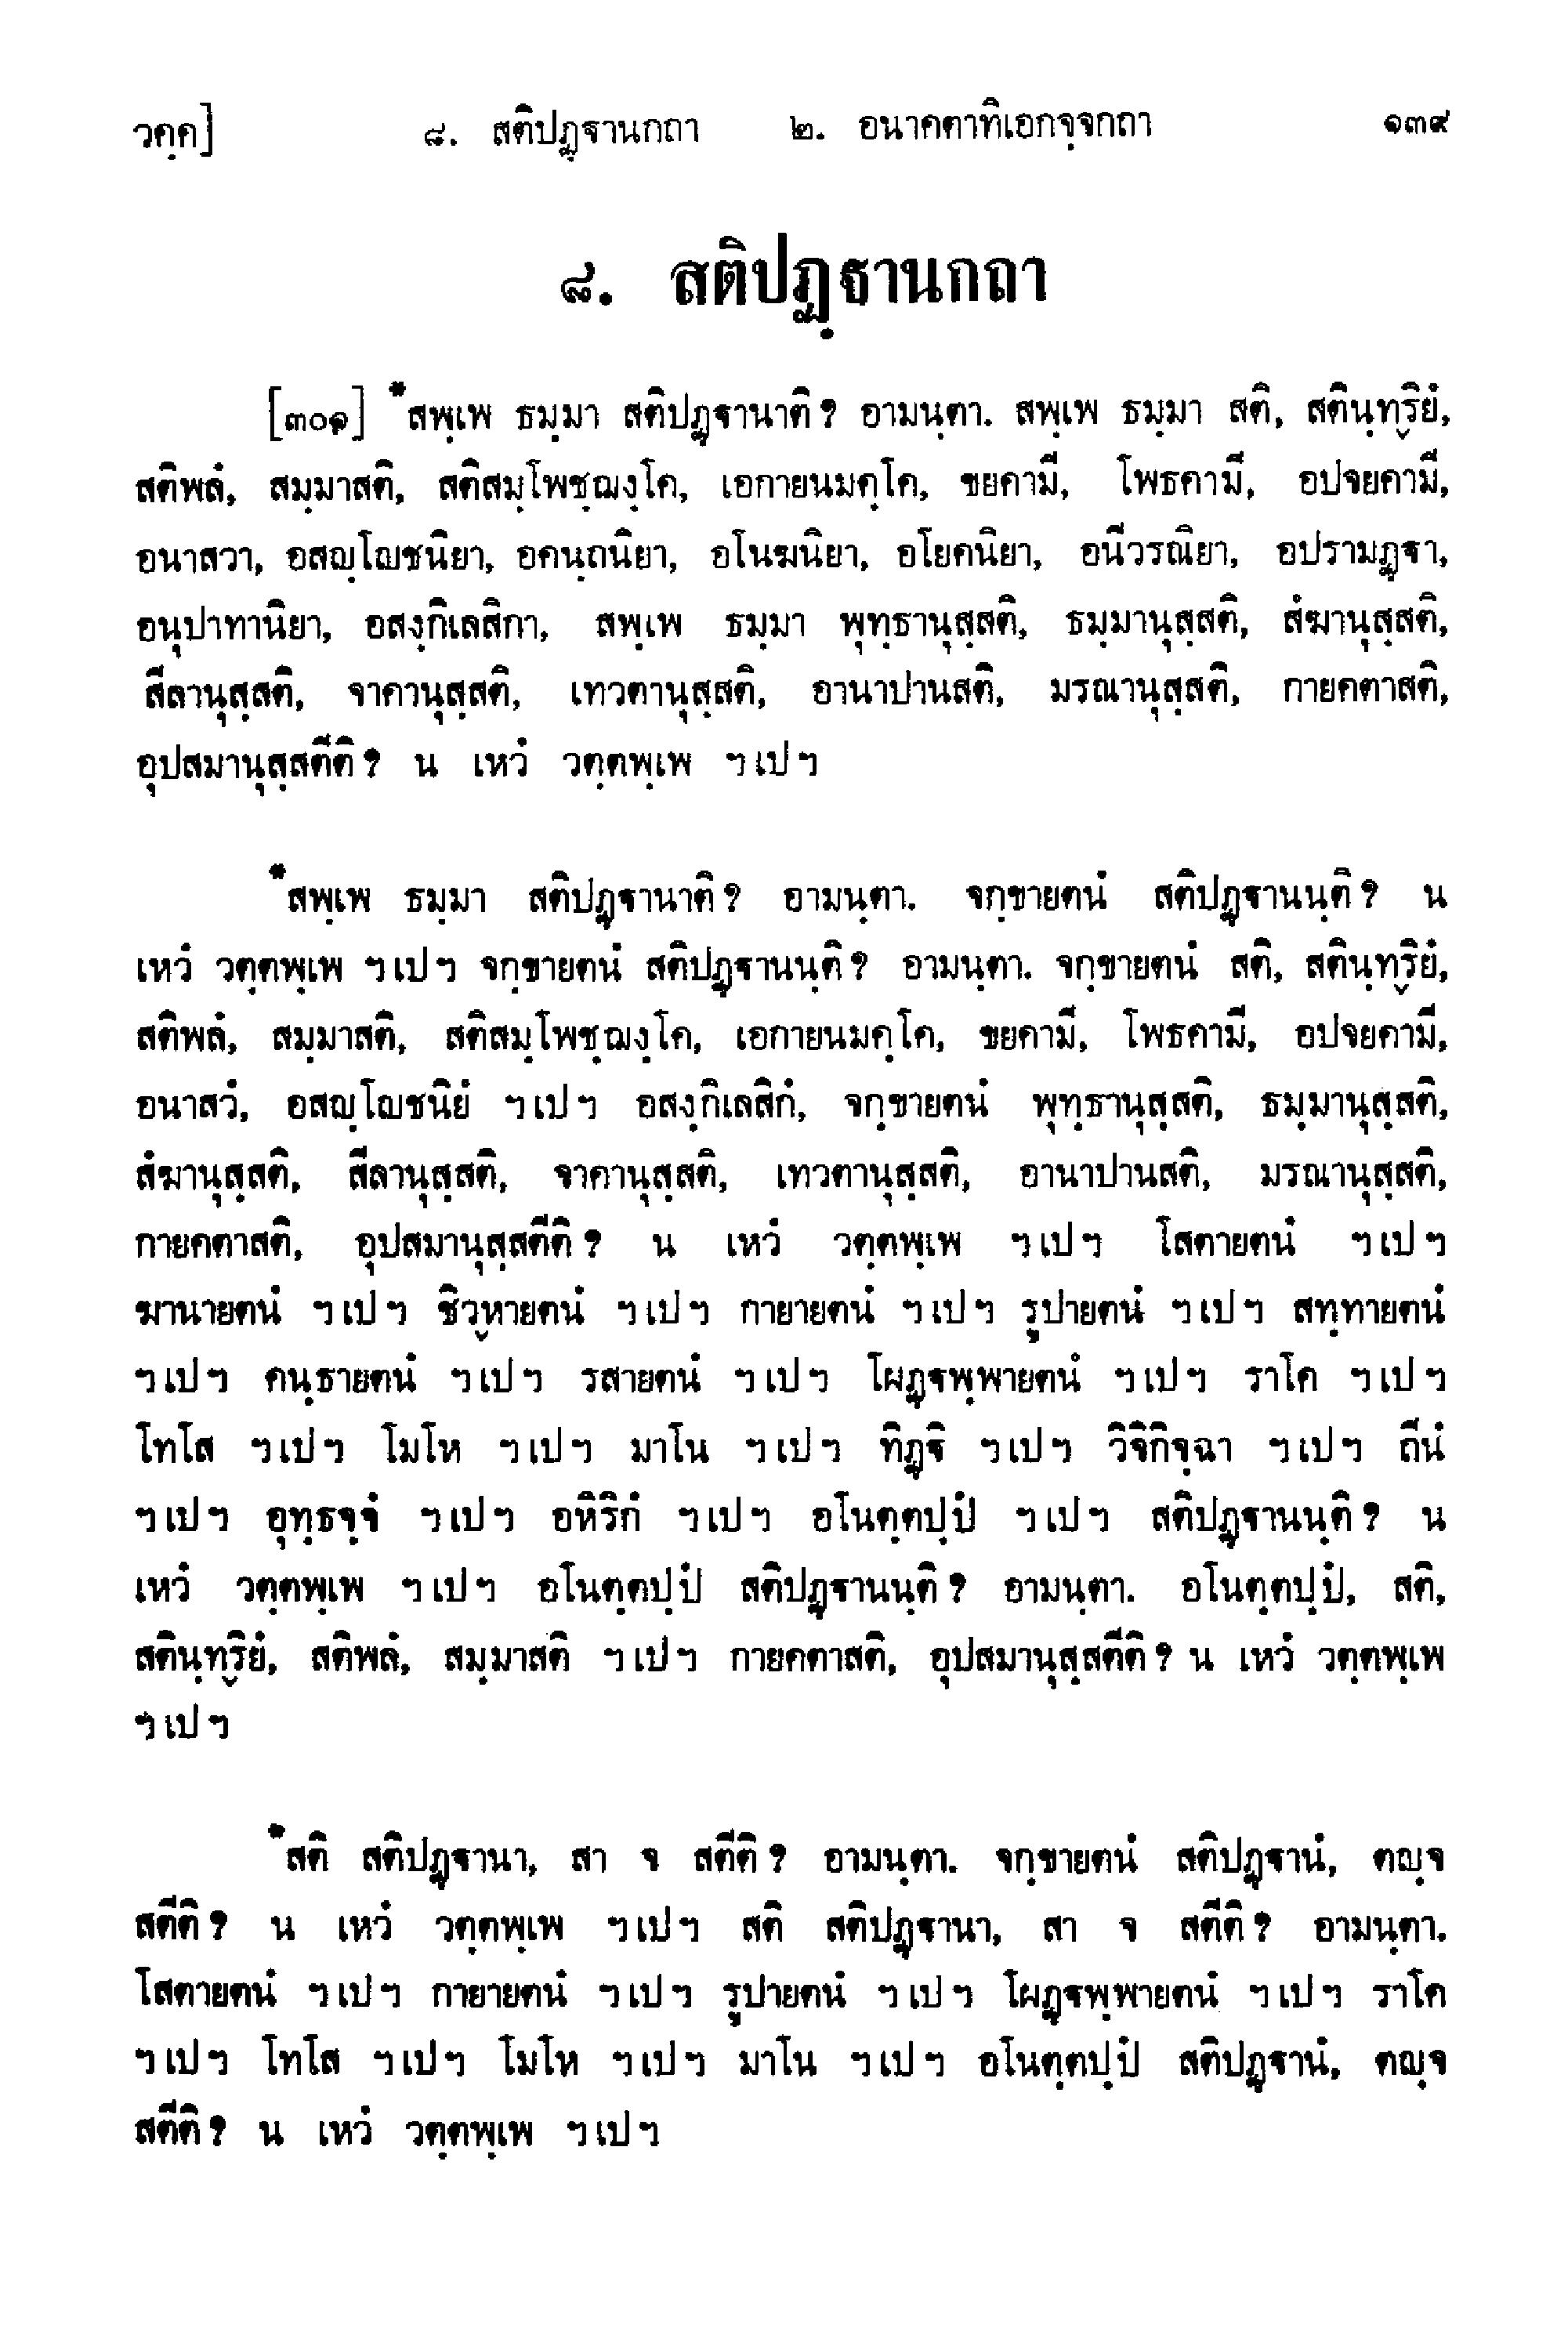 วคฺค] ๘. สติปฏฺฐานกถา ๒. อนาคตาทิเอกจฺจกถา ๑๓๙
๘. สติปฏฺฐานกถา
[๓๐๑] *สพฺเพ ธมฺมา สติปฏฺฐานาติ? อามนฺตา. สพฺเพ ธมฺมา สติ, สตินฺทฺริยํ,
สติพลํ, สมฺมาสติ, สติสมฺโพชฺฌงฺโค, เอกายนมคฺโค, ขยคามี, โพธคามี, อปจยคามี,
อนาสวา, อสญฺโญชนิยา, อคนฺถนิยา, อโนฆนิยา, อโยคนิยา, อนีวรณิยา, อปรามฏฺฐา,
อนุปาทานิยา, อสงฺกิเลสิกา, สพฺเพ ธมฺมา พุทฺธานุสฺสติ, ธมฺมานุสฺสติ, สํฆานุสฺสติ,
สีลานุสฺสติ, จาคานุสฺสติ, เทวตานุสฺสติ, อานาปานสติ, มรณานุสฺสติ, กายคตาสติ,
อุปสมานุสฺสตีติ? น เหวํ วตฺตพฺเพ ฯเปฯ
*สพฺเพ ธมฺมา สติปฏฺฐานาติ? อามนฺตา. จกฺขายตนํ สติปฏฺฐานนฺติ? น
เหวํ วตฺตพฺเพ ฯเปฯ จกฺขายตนํ สติปฏฺฐานนฺติ? อามนฺตา. จกฺขายตนํ สติ, สตินฺทฺริยํ,
สติพลํ, สมฺมาสติ, สติสมฺโพชฺฌงฺโค, เอกายนมคฺโค, ขยคามี, โพธคามี, อปจยคามี,
อนาสวํ, อสญฺโญชนิยํ ฯเปฯ อสงฺกิเลสิกํ, จกฺขายตนํ พุทฺธานุสฺสติ, ธมฺมานุสฺสติ,
สํฆานุสฺสติ, สีลานุสฺสติ, จาคานุสฺสติ, เทวตานุสฺสติ, อานาปานสติ, มรณานุสฺสติ,
กายคตาสติ, อุปสมานุสฺสตีติ? น เหวํ วตฺตพฺเพ ฯเปฯ โสตายตนํ ฯเปฯ
ฆานายตนํ ฯเปฯ ชิวฺหายตนํ ฯเปฯ กายายตนํ ฯเปฯ รูปายตนํ ฯเปฯ สทฺทายตนํ
ฯเปฯ คนฺธายตนํ ฯเปฯ รสายตนํ ฯเปฯ โผฏฺฐพฺพายตนํ ฯเปฯ ราโค ฯเปฯ
โทโส ฯเปฯ โมโห ฯเปฯ มาโน ฯเปฯ ทิฏฺฐิ ฯเปฯ วิจิกิจฺฉา ฯเปฯ ถีนํ
ฯเปฯ อุทฺธจฺจํ ฯเปฯ อหิริกํ ฯเปฯ อโนตฺตปฺปํ ฯเปฯ สติปฏฺฐานนฺติ? น
เหวํ วตฺตพฺเพ ฯเปฯ อโนตฺตปฺปํ สติปฏฺฐานนฺติ? อามนฺตา. อโนตฺตปฺปํ, สติ,
สตินฺทฺริยํ, สติพลํ, สมฺมาสติ ฯเปฯ กายคตาสติ, อุปสมานุสฺสตีติ? น เหวํ วตฺตพฺเพ
ฯเปฯ
*สติ สติปฏฺฐานา, สา จ สตีติ? อามนฺตา. จกฺขายตนํ สติปฏฺฐานํ, ตญฺจ
สตีติ? น เหวํ วตฺตพฺเพ ฯเปฯ สติ สติปฏฺฐานา, สา จ สตีติ? อามนฺตา.
โสตายตนํ ฯเปฯ กายายตนํ ฯเปฯ รูปายตนํ ฯเปฯ โผฏฺฐพฺพายตนํ ฯเปฯ ราโค
ฯเปฯ โทโส ฯเปฯ โมโห ฯเปฯ มาโน ฯเปฯ อโนตฺตปฺปํ สติปฏฺฐานํ, ตญฺจ
สตีติ? น เหวํ วตฺตพฺเพ ฯเปฯ